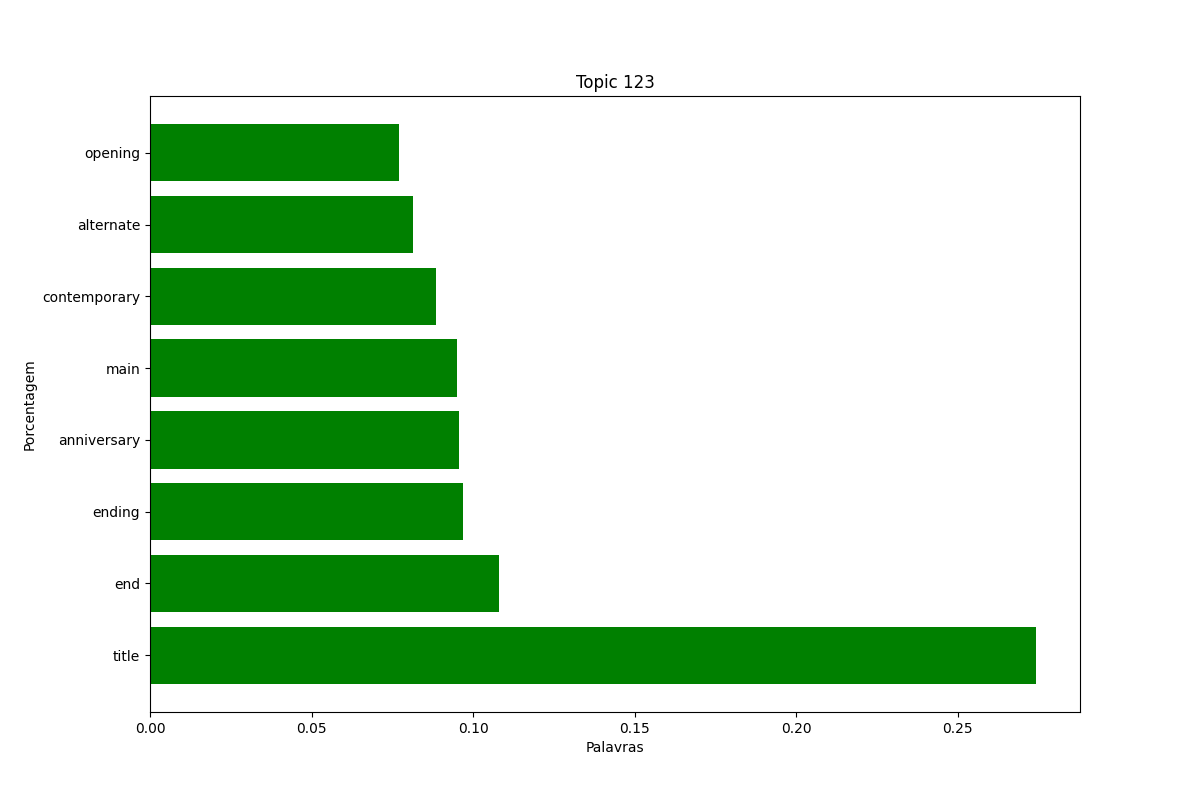 Topic 123
opening
alternate
contemporary
main
anniversary
ending
end
title
Porcentagem
0.00 0.05 0.10 0.15 0.20 0.25
Palavras